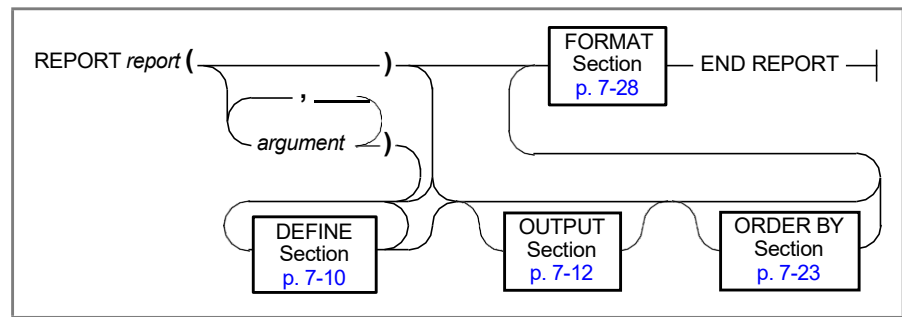 REPORT report ( ) FORMAT
Section
p. 7-28 END REPORT
,
argument )
DEFINE
Section
p. 7-10
OUTPUT
Section
p. 7-12
ORDER BY
Section
p. 7-23